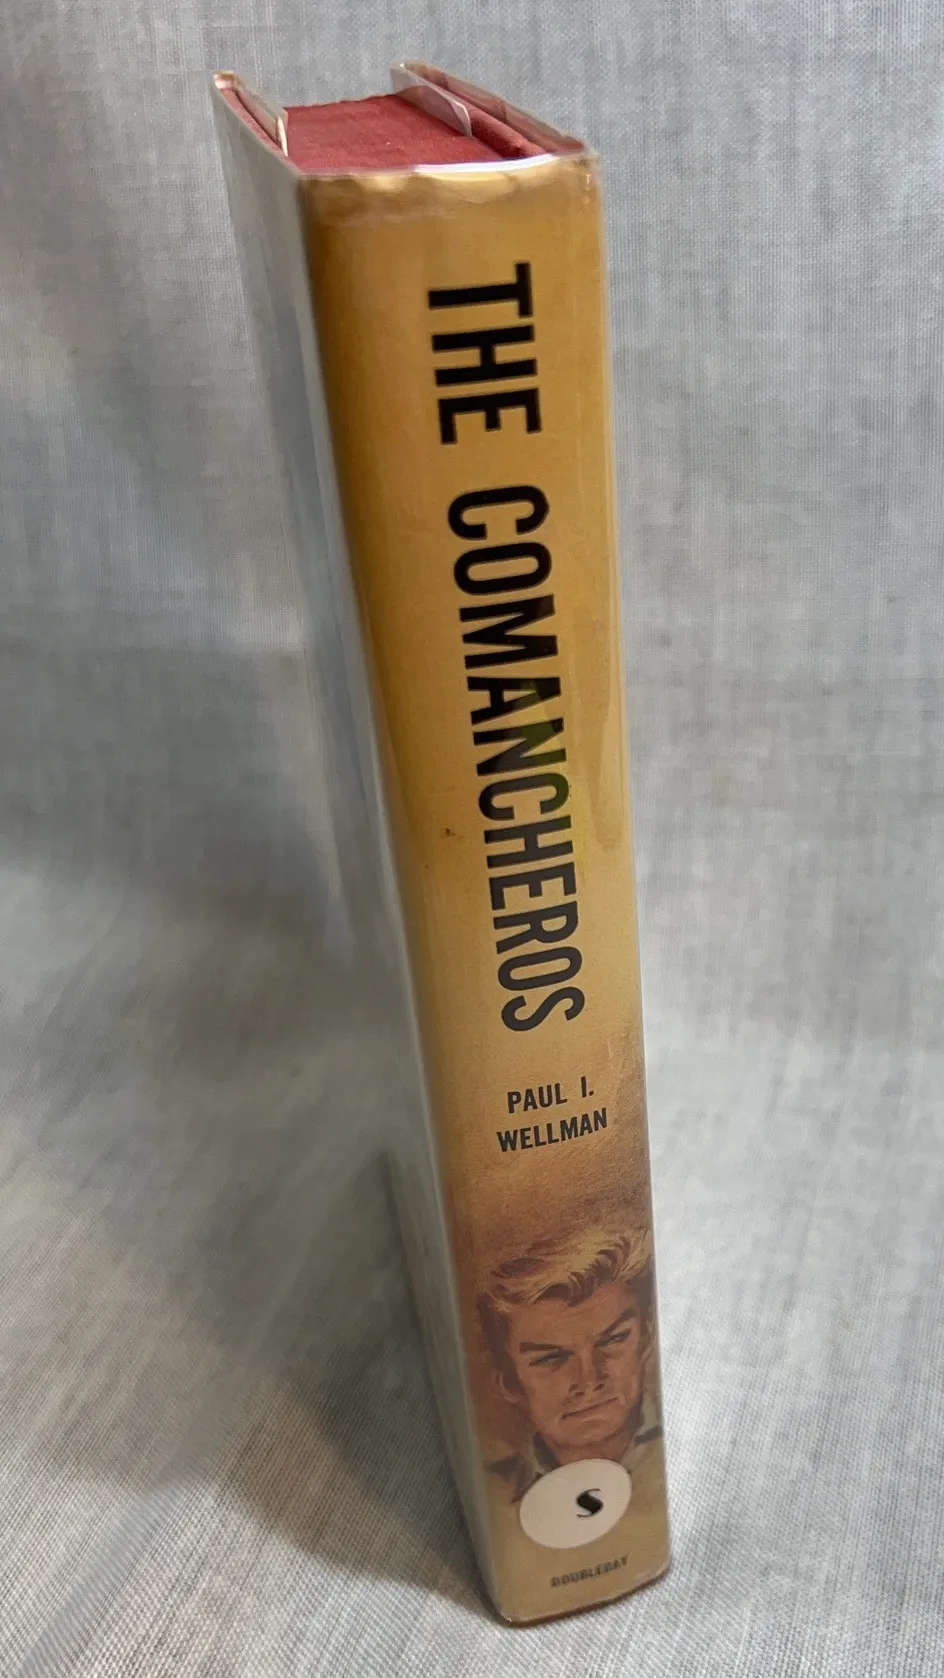 THE COMANCHEROS
PAUL I.
WELLMAN
S
DOUBLEDAY